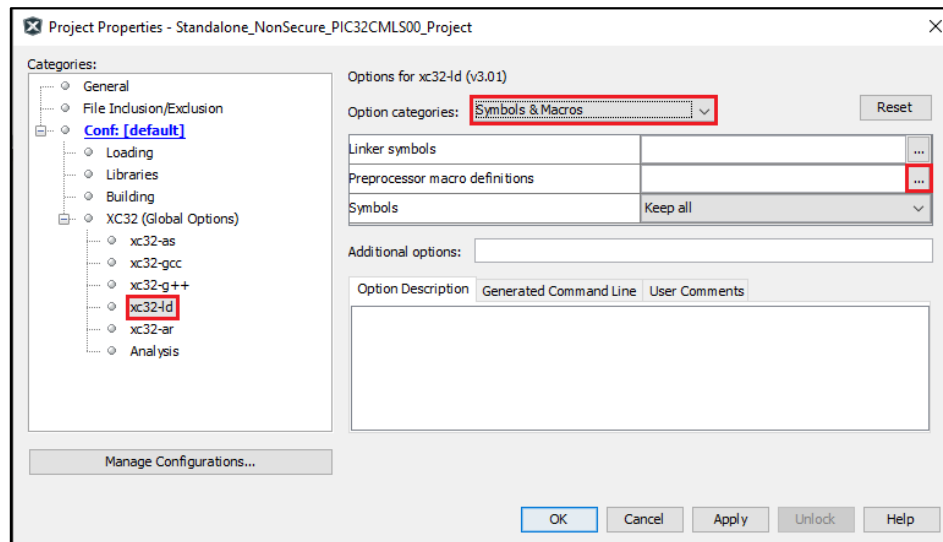 Project Properties - Standalone_NonSecure_PIC32CMLS00_Project
Categories:
General
File Inclusion/Exclusion
Conf: [default]
Loading
Libraries
Building
XC32 (Global Options)
xc32-as
xc32-gcc
xc32-g++
xc32-ld
xc32-ar
Analysis
Manage Configurations...
Options for xc32-ld (v3.01)
Option categories: Symbols & Macros
Reset
Linker symbols ...
Preprocessor macro definitions ...
Symbols Keep all
Additional options:
Option Description Generated Command Line User Comments
OK Cancel Apply Unlock Help